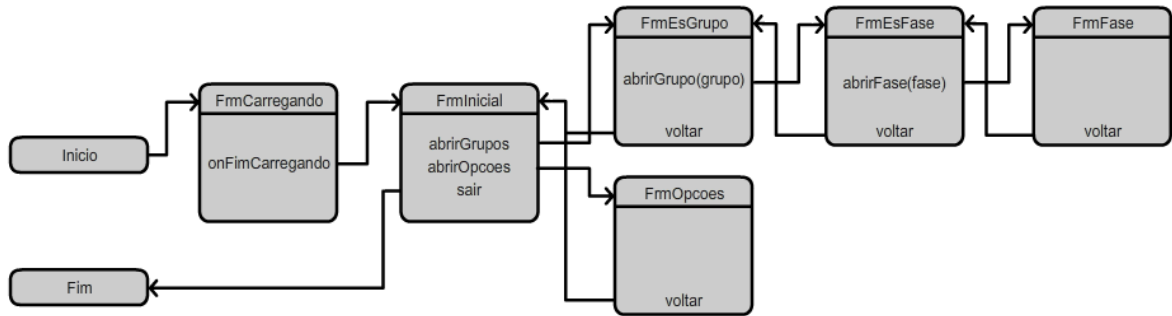 Inicio
Fim
FrmCarregando
onFimCarregando
FrmInicial
abrirGrupos
abrirOpcoes
sair
FrmEsGrupo
abrirGrupo(grupo)
voltar
FrmOpcoes
voltar
FrmEsFase
abrirFase(fase)
voltar
FrmFase
voltar